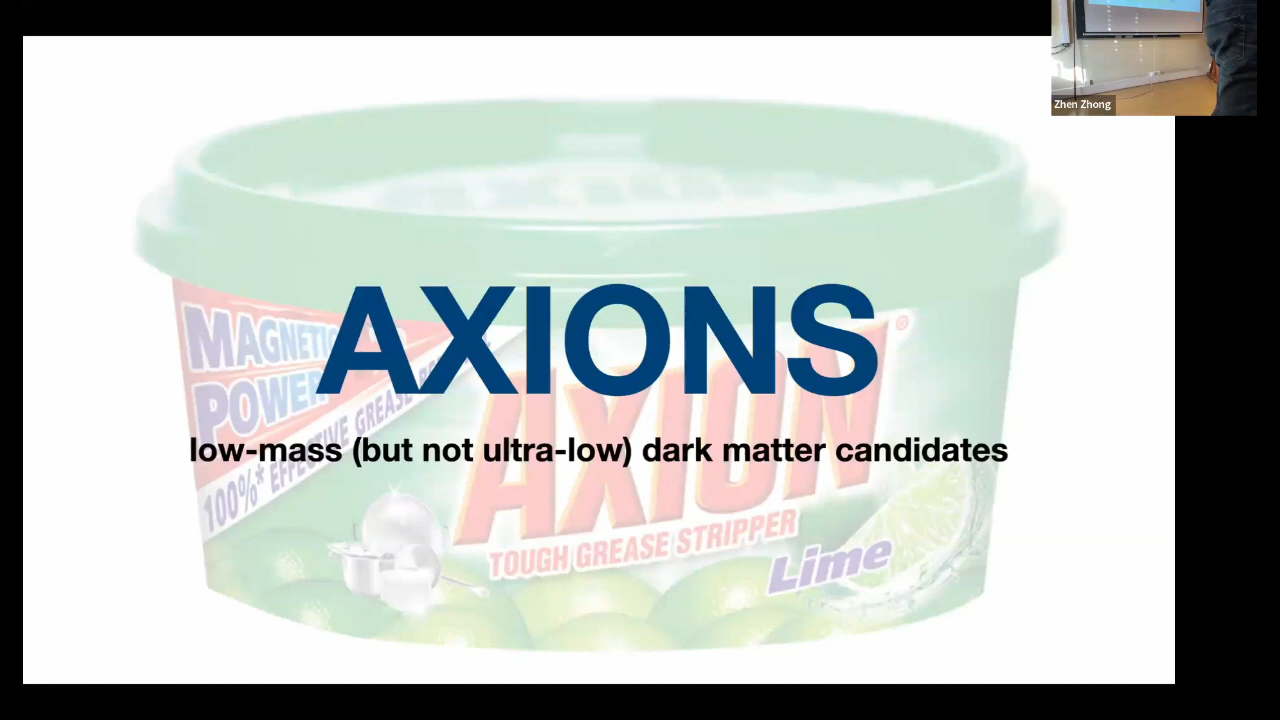 Zhen Zhong
AXIONS
low-mass (but not ultra-low) dark matter candidates
MAGNETIC
POWER
100%* EFFECTIVE GREASE
AXION®
TOUGH GREASE STRIPPER
Lime